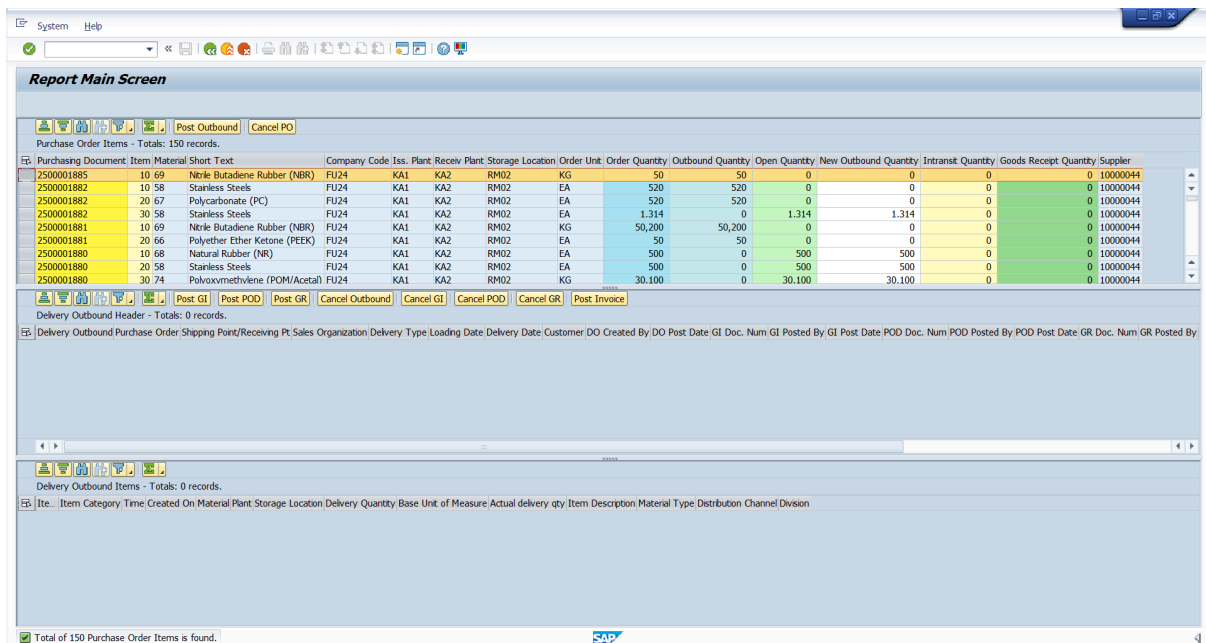 System Help
Report Main Screen
Post Outbound Cancel PO
Purchase Order Items - Totals: 150 records.
Purchasing Document Item Material Short Text Company Code Iss. Plant Receiv Plant Storage Location Order Unit Order Quantity Outbound Quantity Open Quantity New Outbound Quantity Intransit Quantity Goods Receipt Quantity Supplier
2500001885 10 69 Nitrile Butadiene Rubber (NBR) FU24 KA1 KA2 RM02 KG 50 50 0 0 0 0 10000044
2500001882 10 58 Stainless Steels FU24 KA1 KA2 RM02 EA 520 520 0 0 0 0 10000044
2500001882 20 67 Polycarbonate (PC) FU24 KA1 KA2 RM02 EA 520 520 0 0 0 0 10000044
2500001882 30 58 Stainless Steels FU24 KA1 KA2 RM02 EA 1.314 0 1.314 1.314 0 0 10000044
2500001881 10 69 Nitrile Butadiene Rubber (NBR) FU24 KA1 KA2 RM02 KG 50,200 50,200 0 0 0 0 10000044
2500001881 20 66 Polyether Ether Ketone (PEEK) FU24 KA1 KA2 RM02 EA 50 50 0 0 0 0 10000044
2500001880 10 68 Natural Rubber (NR) FU24 KA1 KA2 RM02 EA 500 0 500 500 0 0 10000044
2500001880 20 58 Stainless Steels FU24 KA1 KA2 RM02 EA 500 0 500 500 0 0 10000044
2500001880 30 74 Polyoxymethylene (POM/Acetal) FU24 KA1 KA2 RM02 KG 30.100 0 30.100 30.100 0 0 10000044
Post GI Post POD Post GR Cancel Outbound Cancel GI Cancel POD Cancel GR Post Invoice
Delivery Outbound Header - Totals: 0 records.
Delivery Outbound Purchase Order Shipping Point/Receiving Pt Sales Organization Delivery Type Loading Date Delivery Date Customer DO Created By DO Post Date GI Doc. Num GI Posted By GI Post Date POD Doc. Num POD Posted By POD Post Date GR Doc. Num GR Posted By
Delivery Outbound Items - Totals: 0 records.
Ite... Item Category Time Created On Material Plant Storage Location Delivery Quantity Base Unit of Measure Actual delivery qty Item Description Material Type Distribution Channel Division
Total of 150 Purchase Order Items is found.
SAP